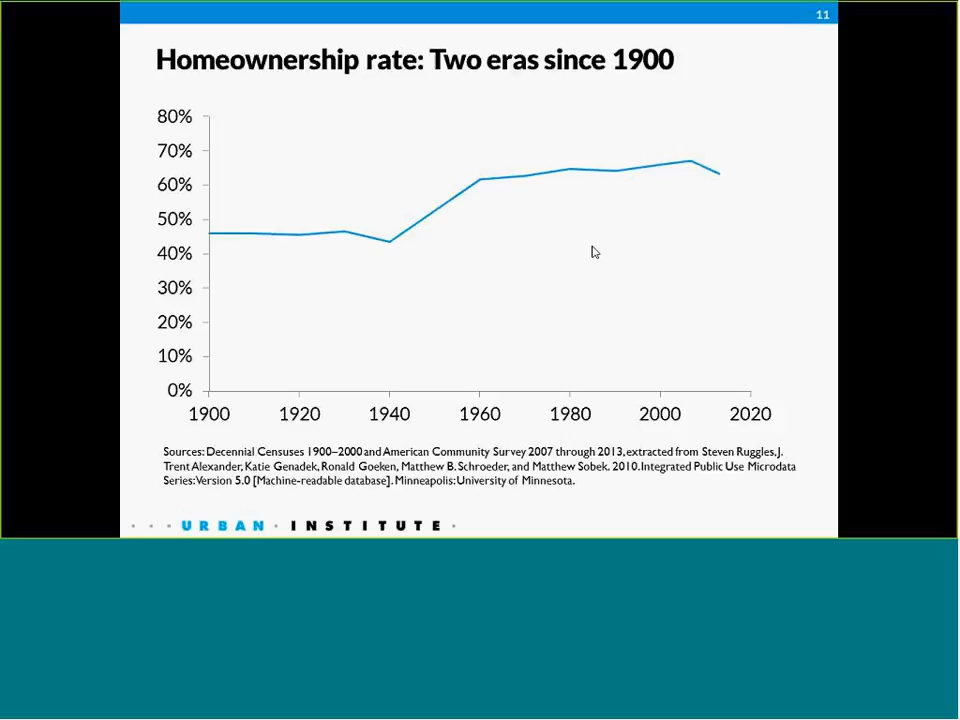 11
Homeownership rate: Two eras since 1900
80%
70%
60%
50%
40%
30%
20%
10%
0%
1900 1920 1940 1960 1980 2000 2020
Sources: Decennial Censuses 1900–2000 and American Community Survey 2007 through 2013, extracted from Steven Ruggles, J.
Trent Alexander, Katie Genadek, Ronald Goeken, Matthew B. Schroeder, and Matthew Sobek. 2010. Integrated Public Use Microdata
Series: Version 5.0 [Machine-readable database]. Minneapolis: University of Minnesota.
URBAN INSTITUTE